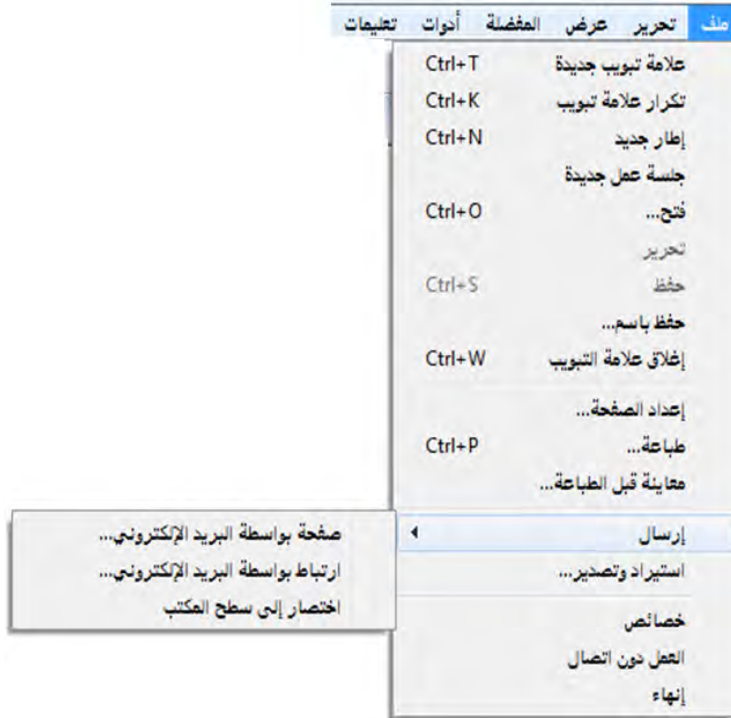 ملف تحرير عرض المفضلة أدوات تعليمات
علامة تبويب جديدة Ctrl+T
تكرار علامة تبويب Ctrl+K
إطار جديد Ctrl+N
جلسة عمل جديدة
فتح... Ctrl+O
تحرير
حفظ Ctrl+S
حفظ باسم...
إغلاق علامة التبويب Ctrl+W
إعداد الصفحة...
طباعة... Ctrl+P
معاينة قبل الطباعة...
إرسال
صفحة بواسطة البريد الإلكتروني...
ارتباط بواسطة البريد الإلكتروني...
اختصار إلى سطح المكتب
استيراد وتصدير...
خصائص
العمل دون اتصال
إنهاء